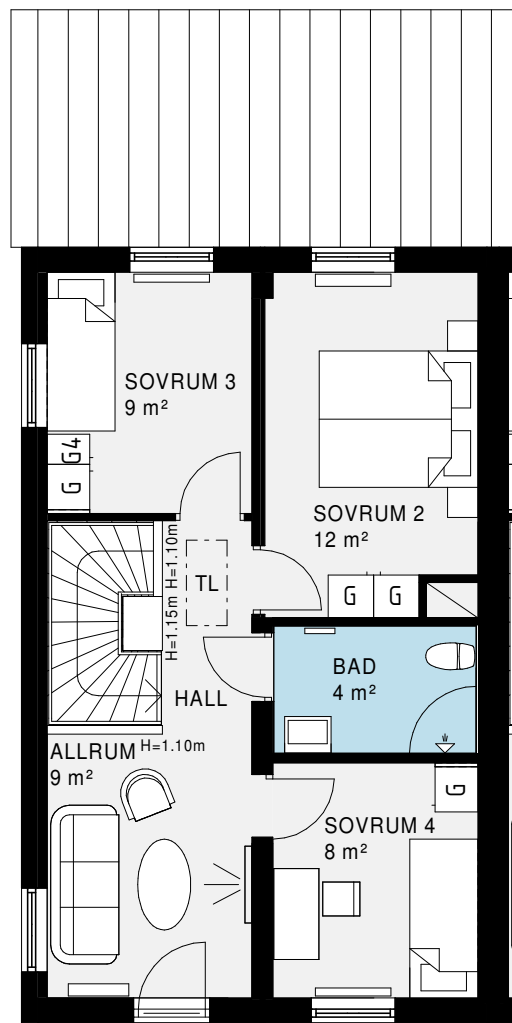 SOVRUM 3
9 m²
G4
G
SOVRUM 2
12 m²
G
G
H=1.15m H=1.10m
TL
HALL
BAD
4 m²
ALLRUM H=1.10m
9 m²
G
SOVRUM 4
8 m²